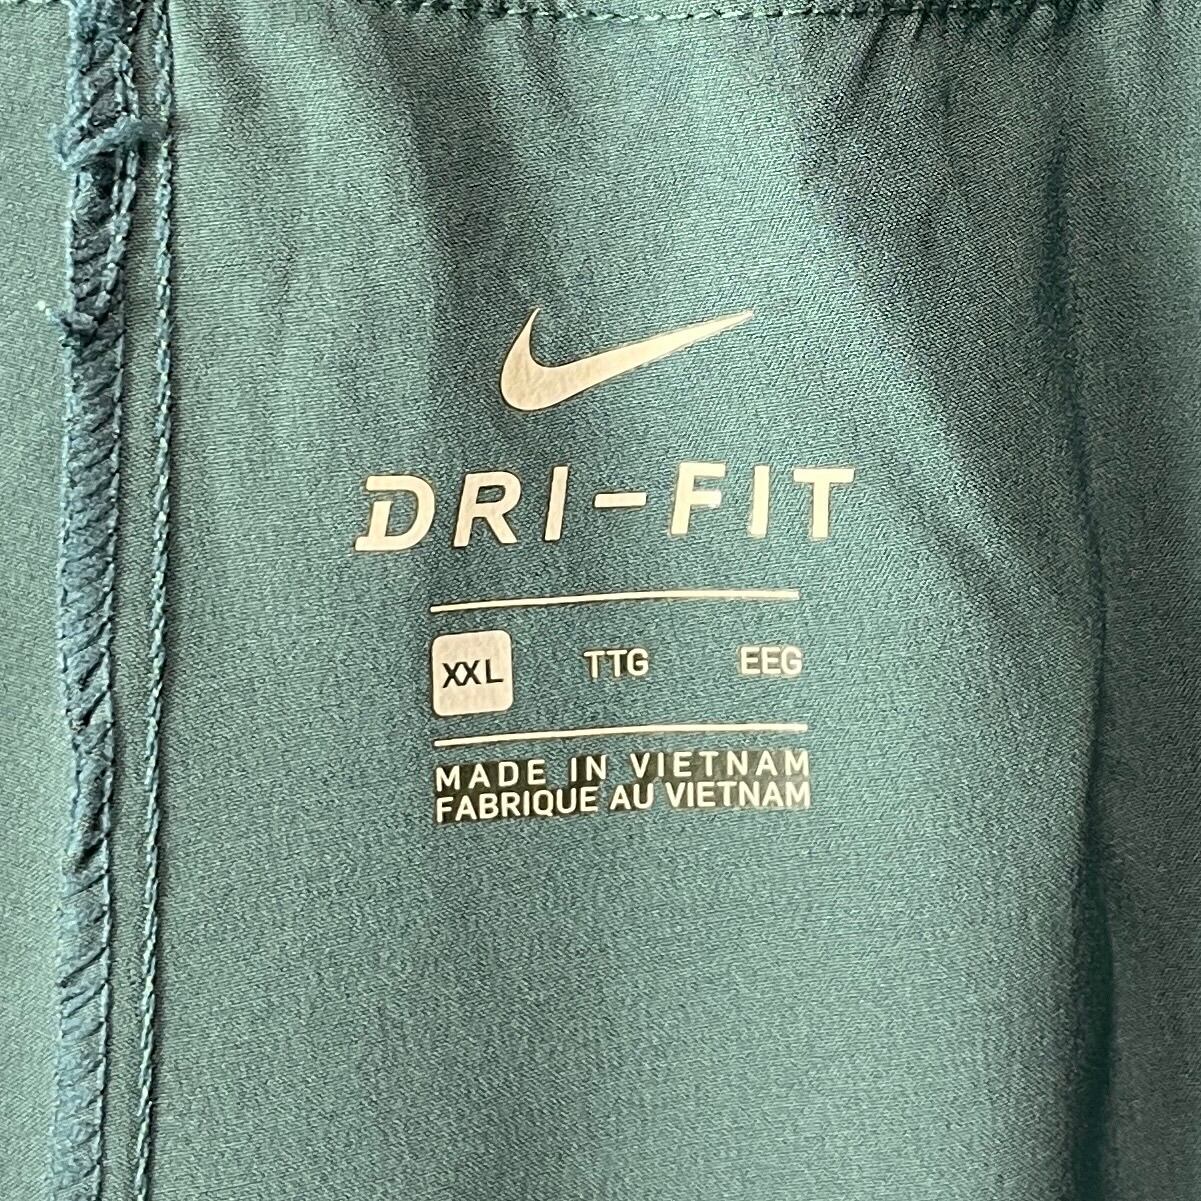 DRI-FIT
XXL TTG EEG
MADE IN VIETNAM
FABRIQUE AU VIETNAM